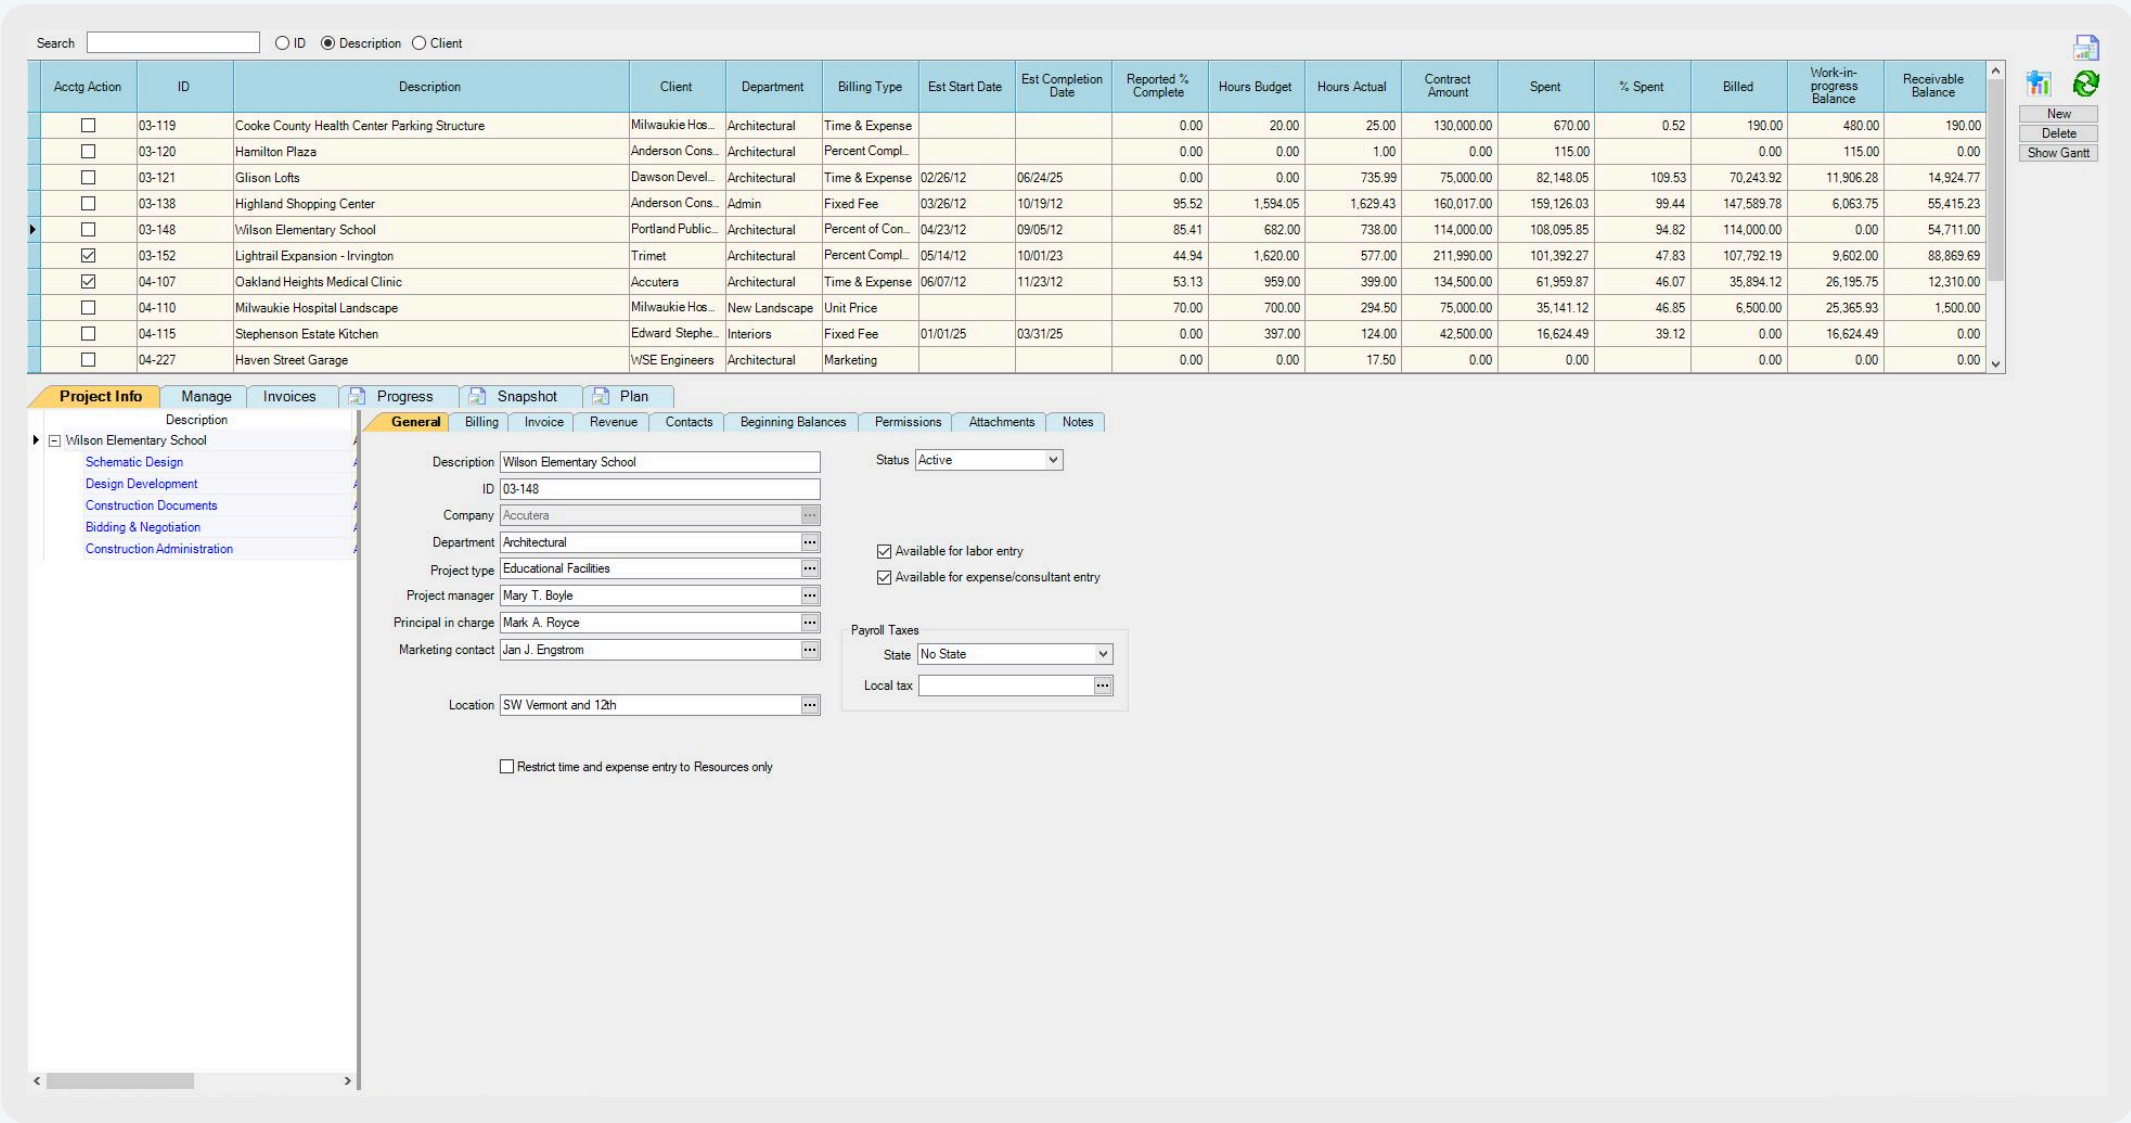 Search ID Description Client
Acctg Action ID Description Client Department Billing Type Est Start Date Est Completion Date Reported % Complete Hours Budget Hours Actual Contract Amount Spent % Spent Billed Work-in-progress Balance Receivable Balance
New
Delete
Show Gantt
03-119 Cooke County Health Center Parking Structure Milwaukie Hos... Architectural Time & Expense 0.00 20.00 25.00 130,000.00 670.00 0.52 190.00 480.00 190.00
03-120 Hamilton Plaza Anderson Cons... Architectural Percent Compl... 0.00 0.00 1.00 0.00 115.00 0.00 115.00 0.00
03-121 Glison Lofts Dawson Devel... Architectural Time & Expense 02/26/12 06/24/25 0.00 0.00 735.99 75,000.00 82,148.05 109.53 70,243.92 11,906.28 14,924.77
03-138 Highland Shopping Center Anderson Cons... Admin Fixed Fee 03/26/12 10/19/12 95.52 1,594.05 1,629.43 160,017.00 159,126.03 99.44 147,589.78 6,063.75 55,415.23
03-148 Wilson Elementary School Portland Public... Architectural Percent of Con... 04/23/12 09/05/12 85.41 682.00 738.00 114,000.00 108,095.85 94.82 114,000.00 0.00 54,711.00
03-152 Lightrail Expansion - Irvington Trimet Architectural Percent Compl... 05/14/12 10/01/23 44.94 1,620.00 577.00 211,990.00 101,392.27 47.83 107,792.19 9,602.00 88,869.69
04-107 Oakland Heights Medical Clinic Accutera Architectural Time & Expense 06/07/12 11/23/12 53.13 959.00 399.00 134,500.00 61,959.87 46.07 35,894.12 26,195.75 12,310.00
04-110 Milwaukie Hospital Landscape Milwaukie Hos... New Landscape Unit Price 70.00 700.00 294.50 75,000.00 35,141.12 46.85 6,500.00 25,365.93 1,500.00
04-115 Stephenson Estate Kitchen Edward Stephe... Interiors Fixed Fee 01/01/25 03/31/25 0.00 397.00 124.00 42,500.00 16,624.49 39.12 0.00 16,624.49 0.00
04-227 Haven Street Garage WSE Engineers Architectural Marketing 0.00 0.00 17.50 0.00 0.00 0.00 0.00 0.00
Project Info Manage Invoices Progress Snapshot Plan
Description
Wilson Elementary School
Schematic Design
Design Development
Construction Documents
Bidding & Negotiation
Construction Administration
General Billing Invoice Revenue Contacts Beginning Balances Permissions Attachments Notes
Description Wilson Elementary School
ID 03-148
Company Accutera
Department Architectural
Project type Educational Facilities
Project manager Mary T. Boyle
Principal in charge Mark A. Royce
Marketing contact Jan J. Engstrom
Location SW Vermont and 12th
Restrict time and expense entry to Resources only
Status Active
Available for labor entry
Available for expense/consultant entry
Payroll Taxes
State No State
Local tax